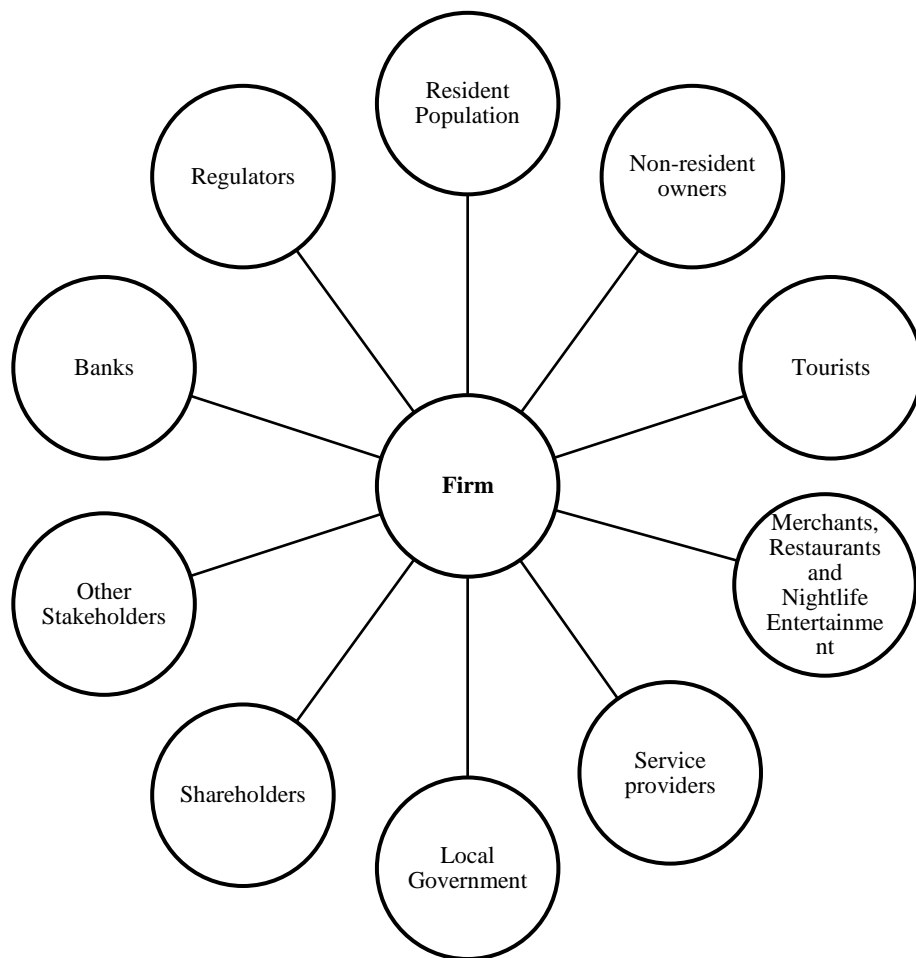 Resident
Population
Regulators
Non-resident
owners
Banks
Tourists
Firm
Merchants,
Restaurants
and
Nightlife
Entertainme
nt
Other
Stakeholders
Service
providers
Shareholders
Local
Government